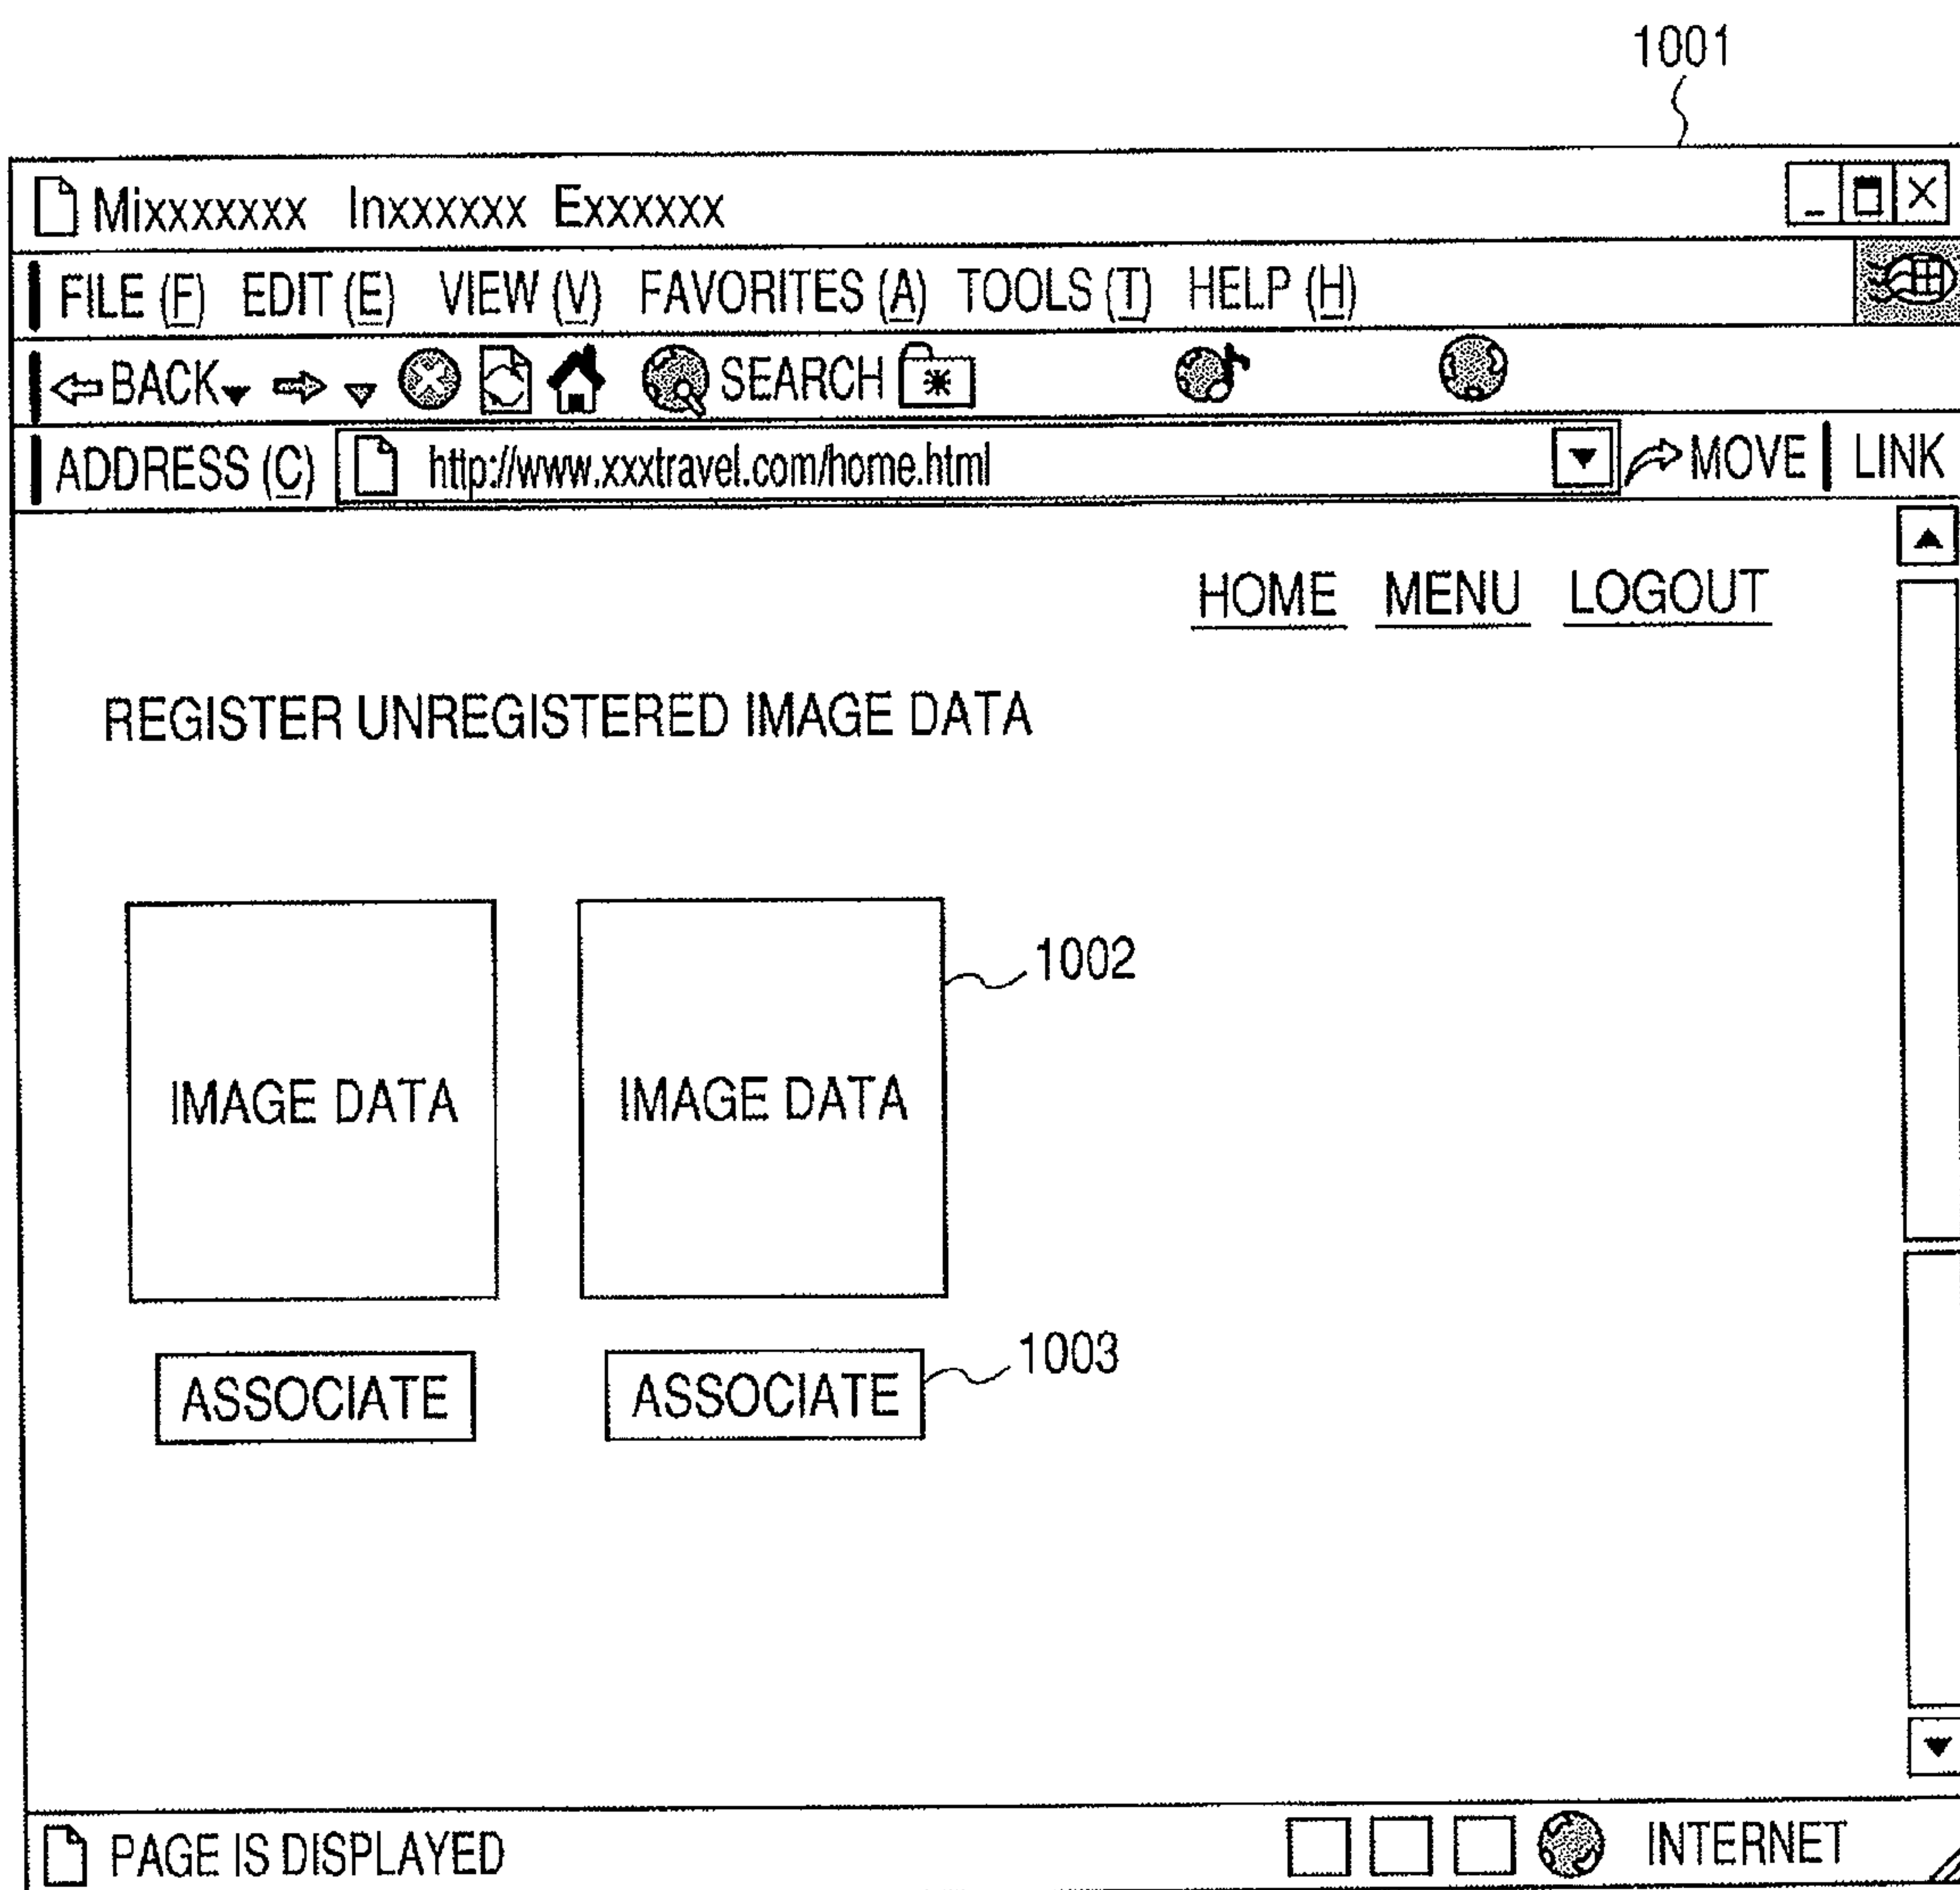 1001
Mixxxxxxx Inxxxxxx Exxxxxx
FILE (F) EDIT (E) VIEW (V) FAVORITES (A) TOOLS (T) HELP (H)
BACK SEARCH
ADDRESS (C) http://www.xxxtravel.com/home.html MOVE LINK
HOME MENU LOGOUT
REGISTER UNREGISTERED IMAGE DATA
1002
IMAGE DATA IMAGE DATA
1003
ASSOCIATE ASSOCIATE
PAGE IS DISPLAYED INTERNET